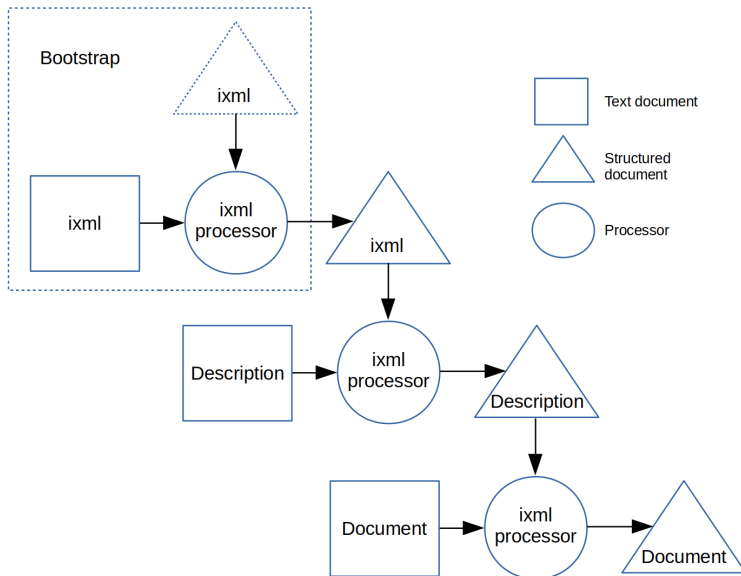 Bootstrap
ixml
ixml
ixml
processor
ixml
Text document
Structured
document
Processor
Description
ixml
processor
Description
Document
ixml
processor
Document